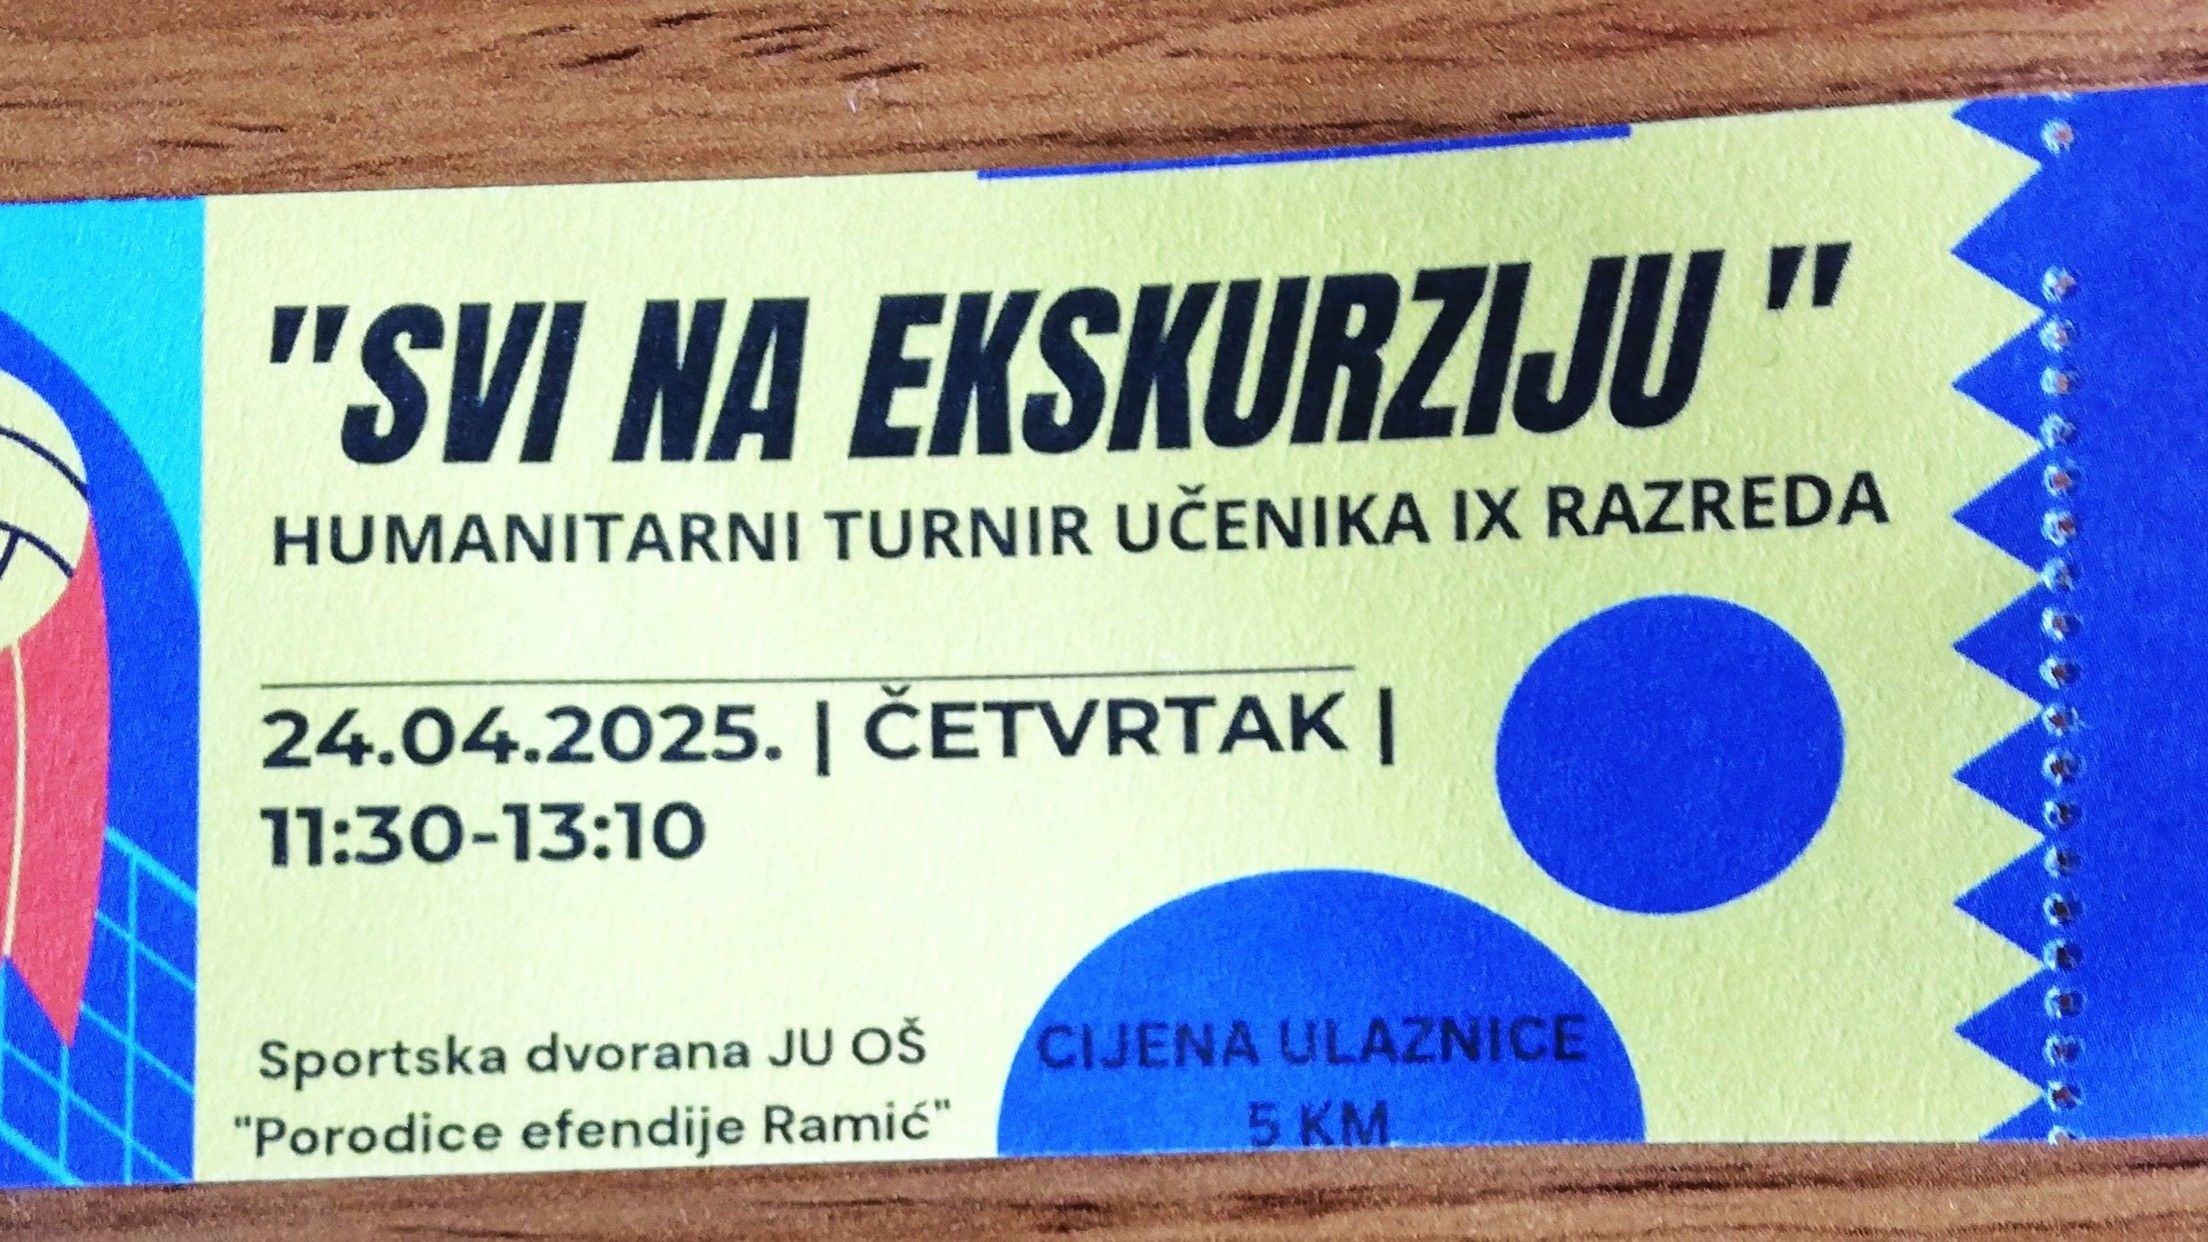 "SVI NA EKSKURZIJU "
HUMANITARNI TURNIR UČENIKA IX RAZREDA
24.04.2025. | ČETVRTAK |
11:30-13:10
Sportska dvorana JU OŠ
"Porodice efendije Ramić"
CIJENA ULAZNICE
5 KM